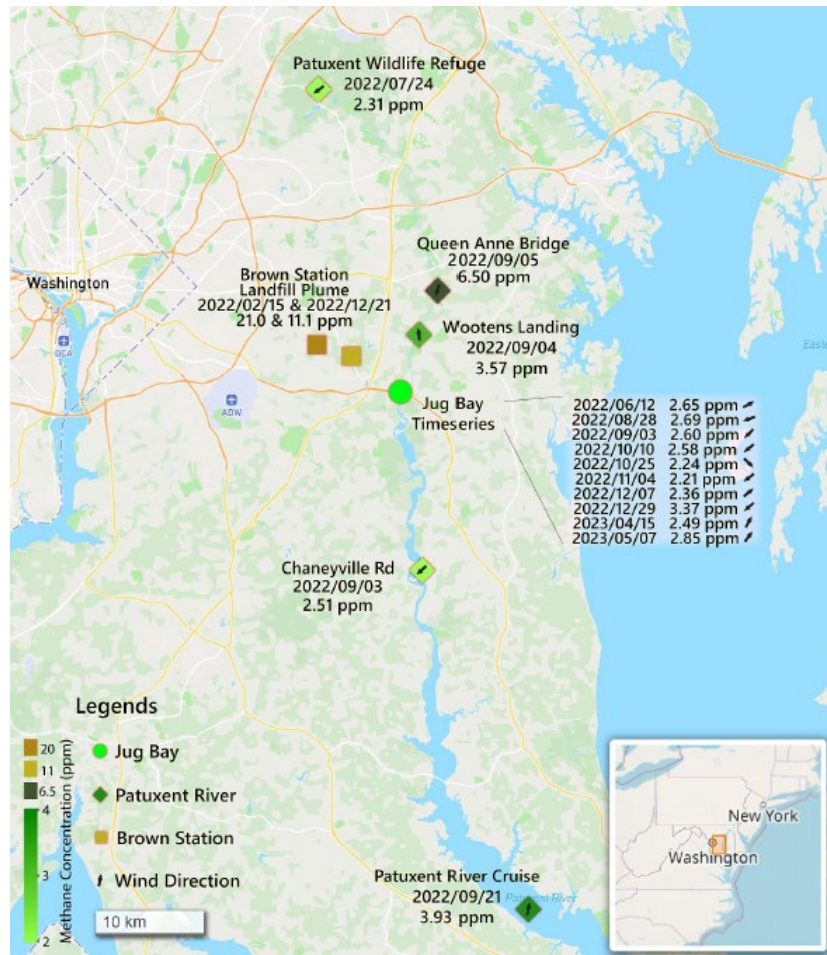 Patuxent Wildlife Refuge
2022/07/24
2.31 ppm
Queen Anne Bridge
2022/09/05
6.50 ppm
Brown Station
Landfill Plume
2022/02/15 & 2022/12/21
21.0 & 11.1 ppm
Washington
DCA
Wootens Landing
2022/09/04
3.57 ppm
ADW
Jug Bay
Timeseries
2022/06/12 2.65 ppm
2022/08/28 2.69 ppm
2022/09/03 2.60 ppm
2022/10/10 2.58 ppm
2022/10/25 2.24 ppm
2022/11/04 2.21 ppm
2022/12/07 2.36 ppm
2022/12/29 3.37 ppm
2023/04/15 2.49 ppm
2023/05/07 2.85 ppm
Chaneyville Rd
2022/09/03
2.51 ppm
Legends
20
11
6.5
4
3
2
Methane Concentration (ppm)
Jug Bay
Patuxent River
Brown Station
Wind Direction
10 km
Patuxent River Cruise
2022/09/21
3.93 ppm
Patuxent River
New York
Washington